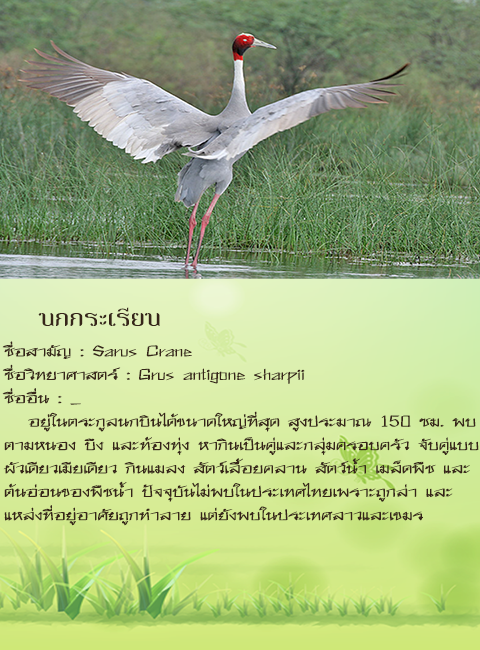 นกกระเรียน
ชื่อสามัญ : Sarus Crane
ชื่อวิทยาศาสตร์ : Grus antigone sharpii
ชื่ออื่น : _
อยู่ในตระกูลนกบินได้ขนาดใหญ่ที่สุด สูงประมาณ 150 ซม. พบ
ตามหนอง บึง และท้องทุ่ง หากินเป็นคู่และกลุ่มครอบครัว จับคู่แบบ
ผัวเดียวเมียเดียว กินแมลง สัตว์เลื้อยคลาน สัตว์น้ำ เมล็ดพืช และ
ต้นอ่อนของพืชน้ำ ปัจจุบันไม่พบในประเทศไทยเพราะถูกล่า และ
แหล่งที่อยู่อาศัยถูกทำลาย แต่ยังพบในประเทศลาวและเขมร